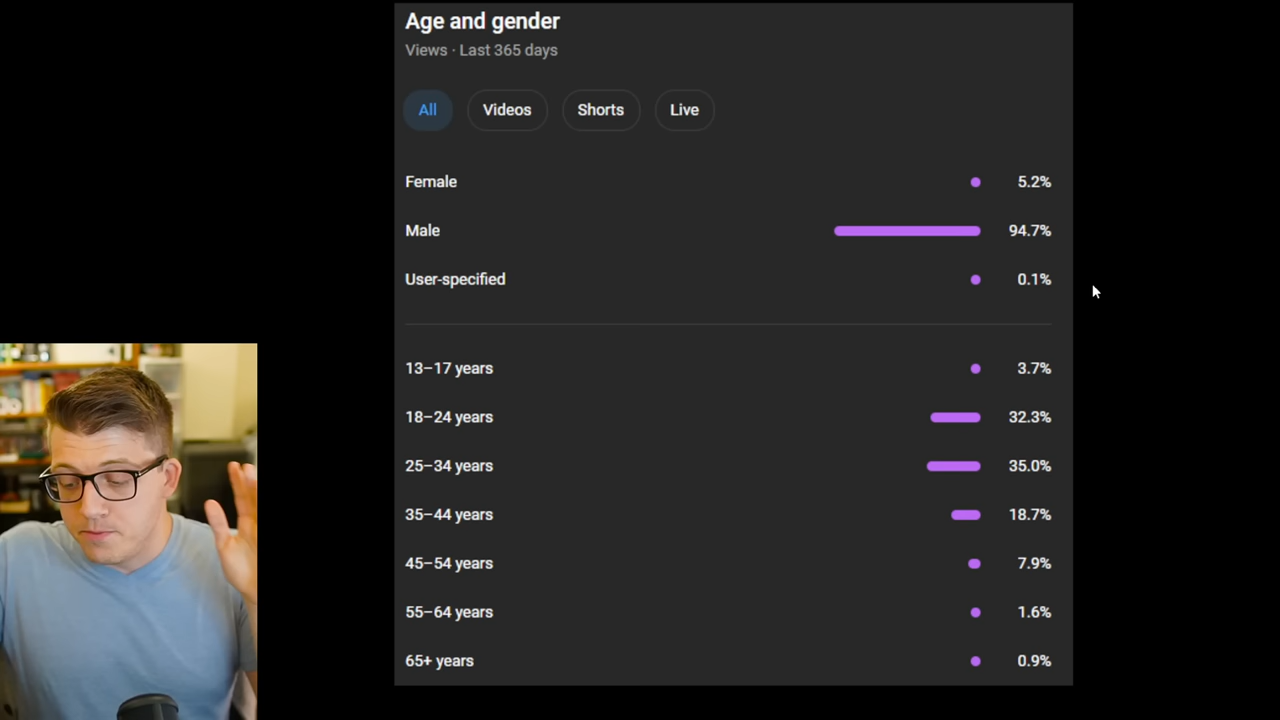 Age and gender
Views · Last 365 days
All Videos Shorts Live
Female 5.2%
Male 94.7%
User-specified 0.1%
13–17 years 3.7%
18–24 years 32.3%
25–34 years 35.0%
35–44 years 18.7%
45–54 years 7.9%
55–64 years 1.6%
65+ years 0.9%